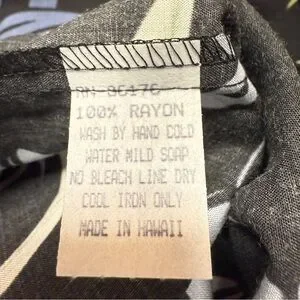 100% RAYON
WASH BY HAND COLD
WATER MILD SOAP
NO BLEACH LINE DRY
COOL IRON ONLY
MADE IN HAWAII